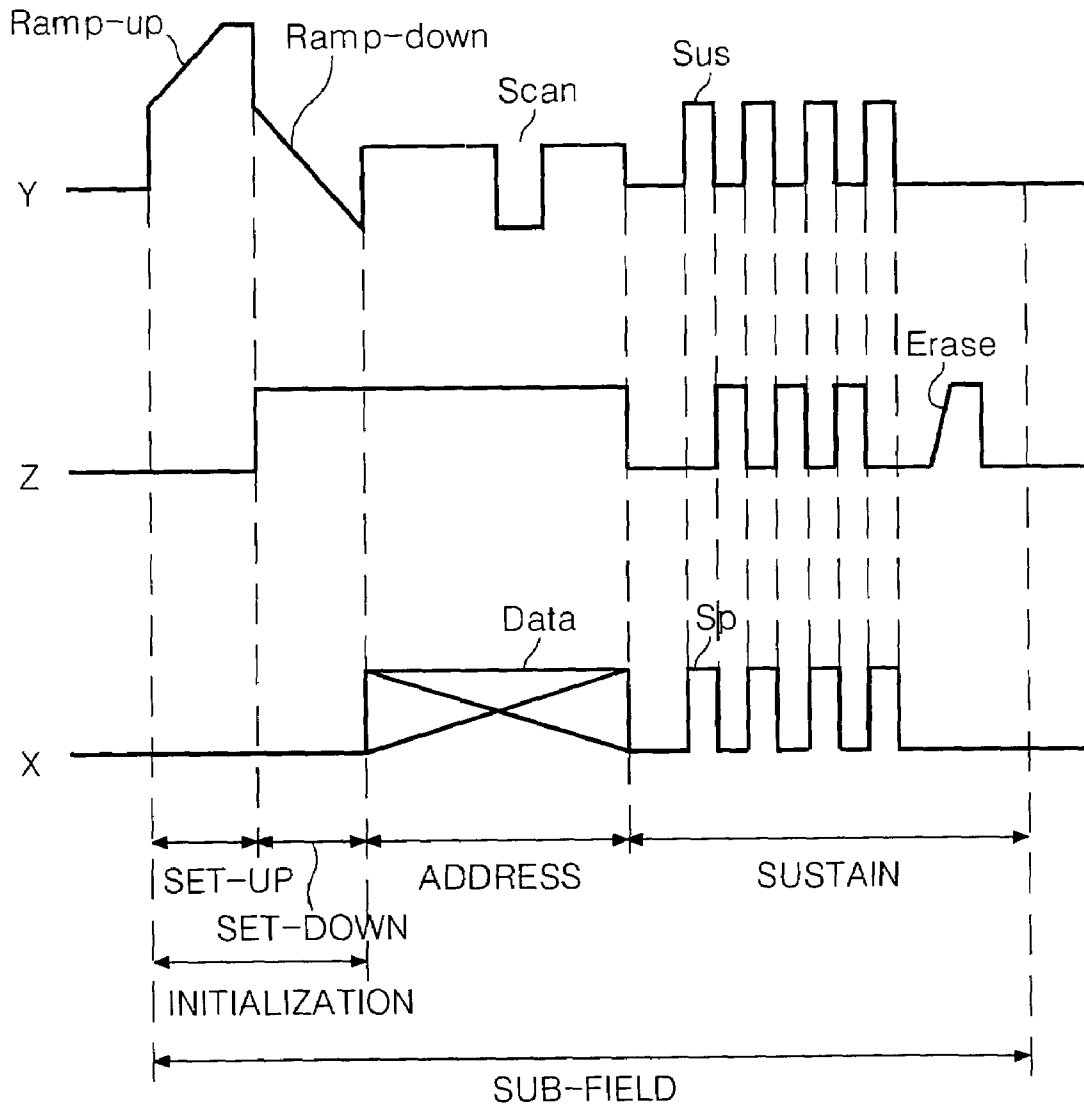 Ramp-up
Ramp-down
Sus
Scan
Y
Erase
Z
Data
Sp
X
SET-UP
ADDRESS
SUSTAIN
SET-DOWN
INITIALIZATION
SUB-FIELD